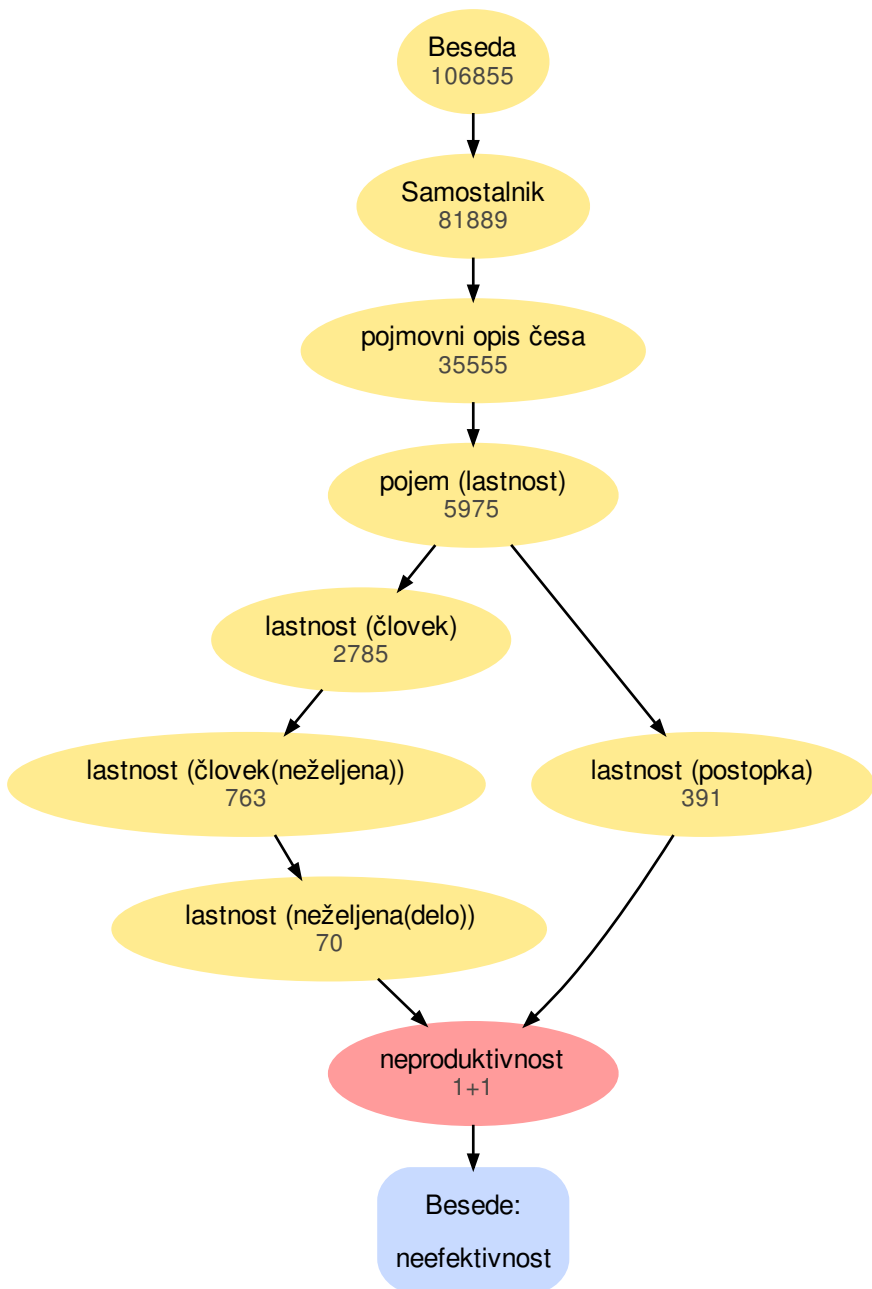 Beseda
106855
Samostalnik
81889
pojmovni opis česa
35555
pojem (lastnost)
5975
lastnost (človek)
2785
lastnost (človek(neželjena))
763
lastnost (postopka)
391
lastnost (neželjena(delo))
70
neproduktivnost
1+1
Besede:
neefektivnost